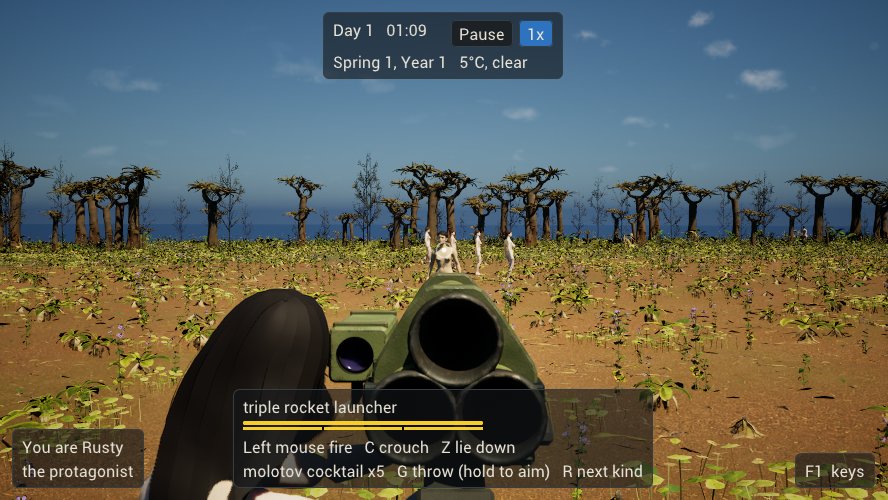 Day 1 01:09 Pause 1x
Spring 1, Year 1 5°C, clear
triple rocket launcher
Left mouse fire C crouch Z lie down
molotov cocktail x5 G throw (hold to aim) R next kind
You are Rusty
the protagonist
F1 keys